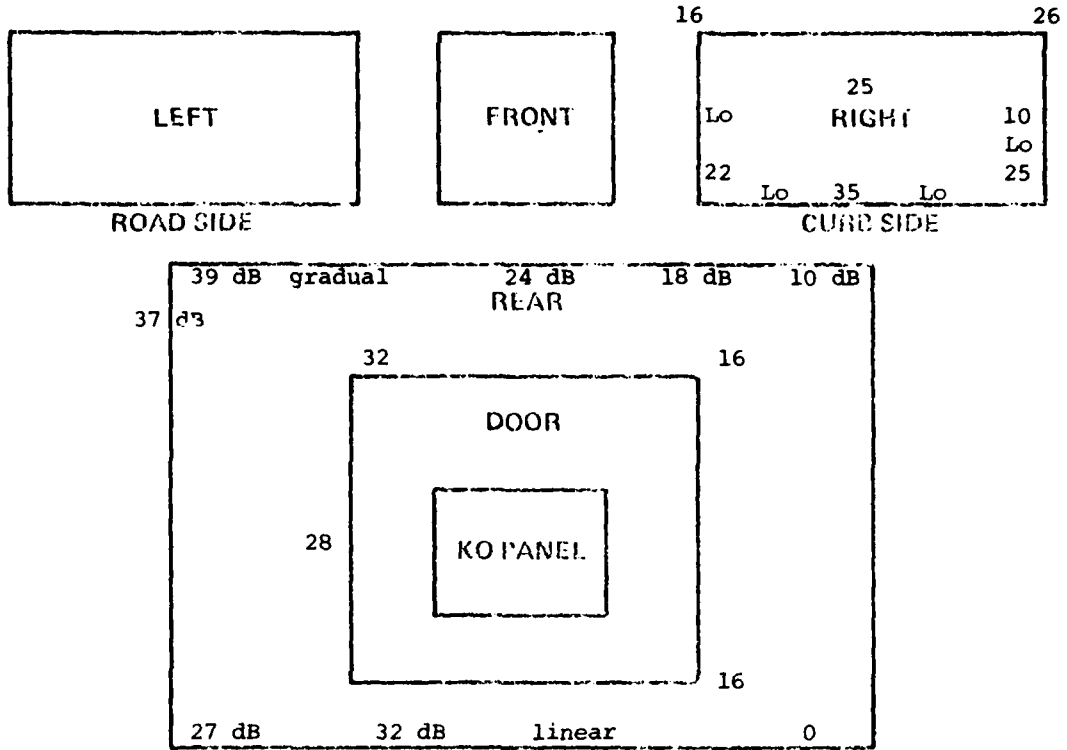 16 26
LEFT FRONT 25
Lo RIGHT 10
Lo
22 25
Lo 35 Lo
ROAD SIDE CURB SIDE
39 dB gradual 24 dB 18 dB 10 dB
REAR
37 dB
32 16
DOOR
28 KO PANEL
16
27 dB 32 dB linear 0